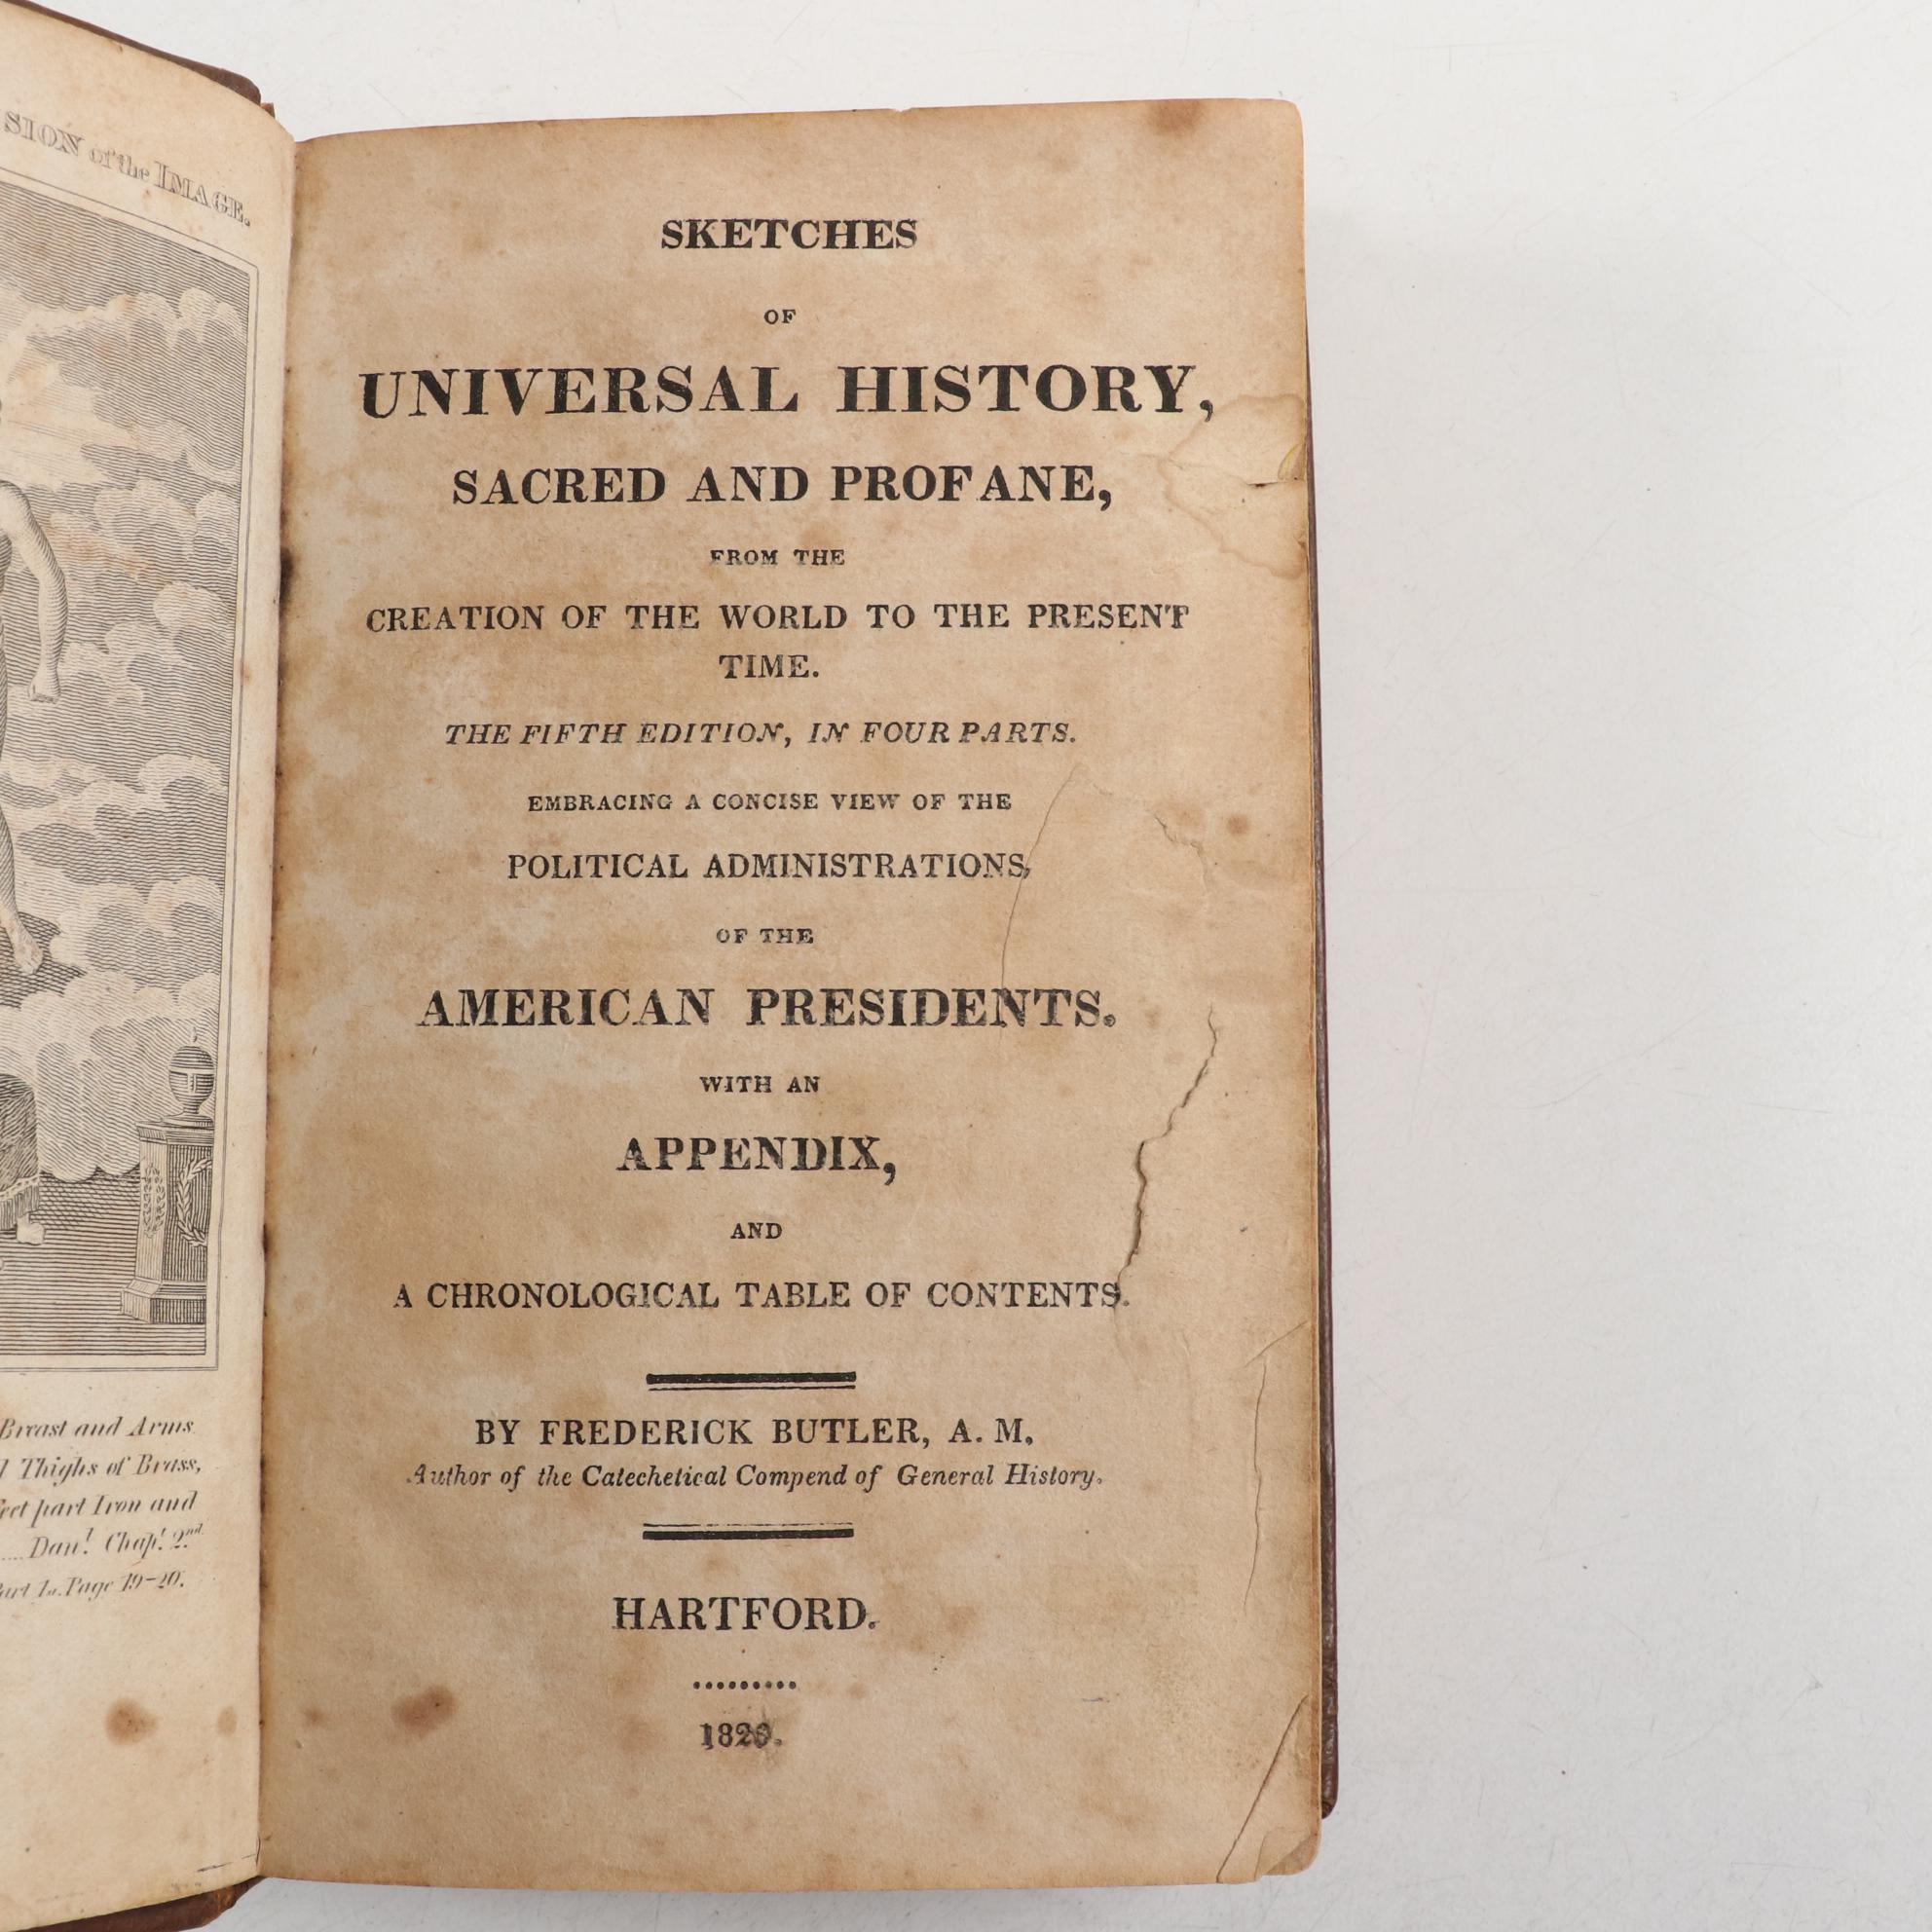 SION of the IMAGE.
Breast and Arms
Thighs of Brass,
Feet part Iron and
....Dan! Chap! 2nd
Part 1. Page 19-20.
SKETCHES
OF
UNIVERSAL HISTORY,
SACRED AND PROFANE,
FROM THE
CREATION OF THE WORLD TO THE PRESENT
TIME.
THE FIFTH EDITION, IN FOUR PARTS.
EMBRACING A CONCISE VIEW OF THE
POLITICAL ADMINISTRATIONS,
OF THE
AMERICAN PRESIDENTS.
WITH AN
APPENDIX,
AND
A CHRONOLOGICAL TABLE OF CONTENTS.
BY FREDERICK BUTLER, A. M.
Author of the Catechetical Compend of General History.
HARTFORD.
.........